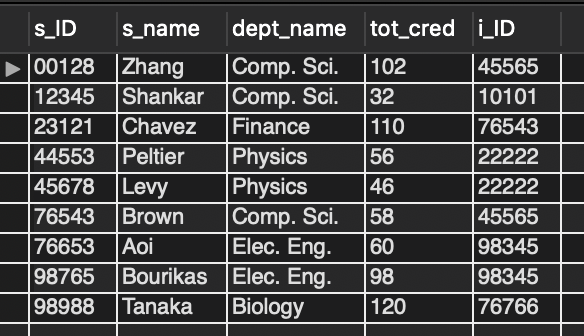 s_ID s_name dept_name tot_cred i_ID
00128 Zhang Comp. Sci. 102 45565
12345 Shankar Comp. Sci. 32 10101
23121 Chavez Finance 110 76543
44553 Peltier Physics 56 22222
45678 Levy Physics 46 22222
76543 Brown Comp. Sci. 58 45565
76653 Aoi Elec. Eng. 60 98345
98765 Bourikas Elec. Eng. 98 98345
98988 Tanaka Biology 120 76766